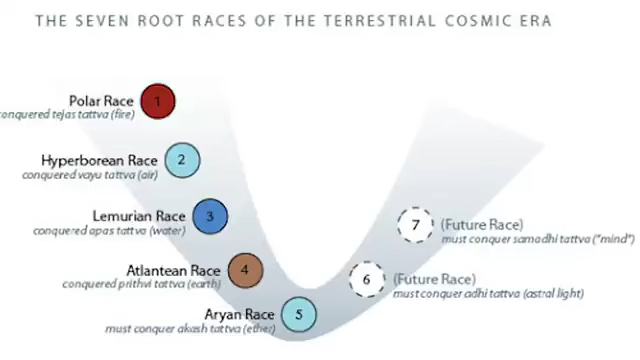 THE SEVEN ROOT RACES OF THE TERRESTRIAL COSMIC ERA
Polar Race
1
conquered tejas tattva (fire)
Hyperborean Race
2
conquered vayu tattva (air)
Lemurian Race
3
conquered apas tattva (water)
7
(Future Race)
must conquer samadhi tattva ("mind")
Atlantean Race
4
conquered prithvi tattva (earth)
6
(Future Race)
must conquer adhi tattva (astral light)
Aryan Race
5
must conquer akash tattva (ether)